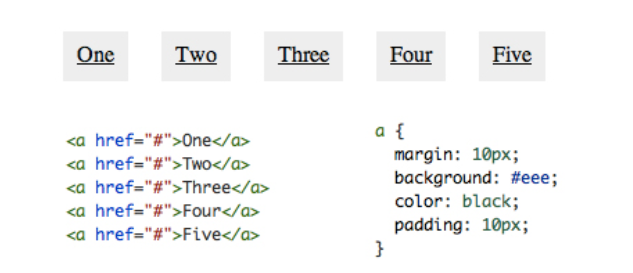 One Two Three Four Five
<a href="#">One</a>
<a href="#">Two</a>
<a href="#">Three</a>
<a href="#">Four</a>
<a href="#">Five</a>
a {
margin: 10px;
background: #eee;
color: black;
padding: 10px;
}